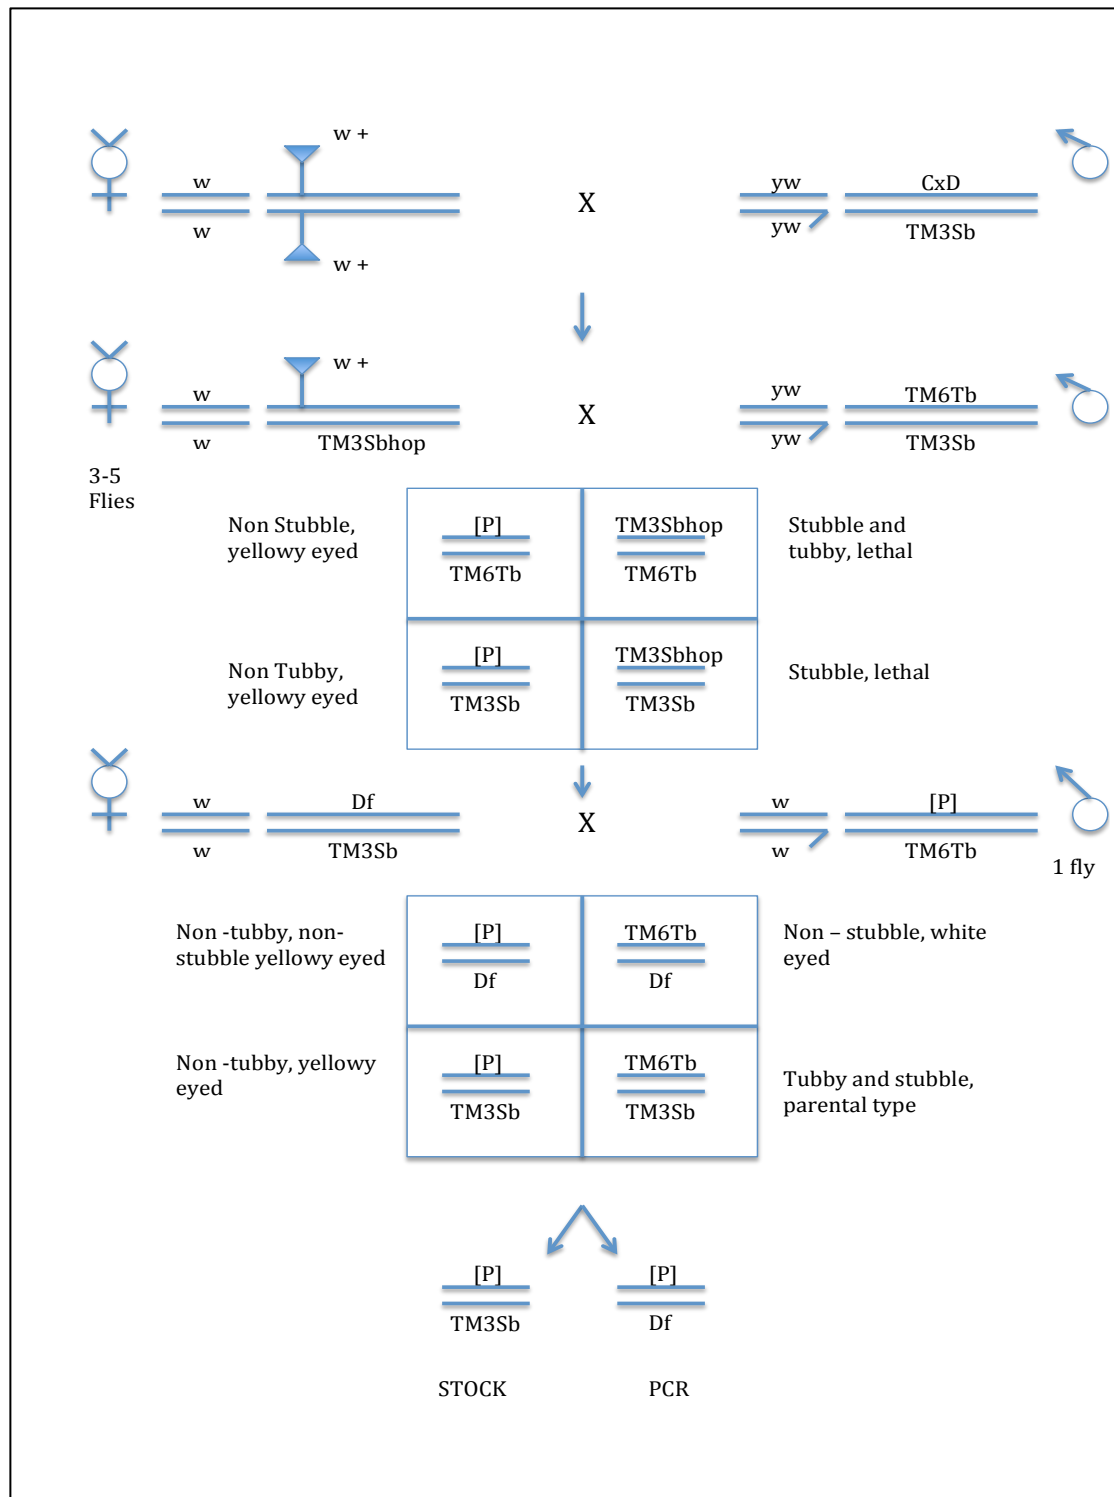 w +
w
yw
CxD
X
w
yw
TM3Sb
w +
w +
w
yw
TM6Tb
X
w
TM3Sbhop
yw
TM3Sb
3-5
Flies
Non Stubble,
yellowy eyed
[P]
TM6Tb
TM3Sbhop
TM6Tb
Stubble and
tubby, lethal
Non Tubby,
yellowy eyed
[P]
TM3Sb
TM3Sbhop
TM3Sb
Stubble, lethal
w
Df
w
[P]
X
w
TM3Sb
w
TM6Tb
1 fly
Non -tubby, non-
stubble yellowy eyed
[P]
Df
TM6Tb
Df
Non – stubble, white
eyed
Non -tubby, yellowy
eyed
[P]
TM3Sb
TM6Tb
TM3Sb
Tubby and stubble,
parental type
[P]
TM3Sb
[P]
Df
STOCK
PCR